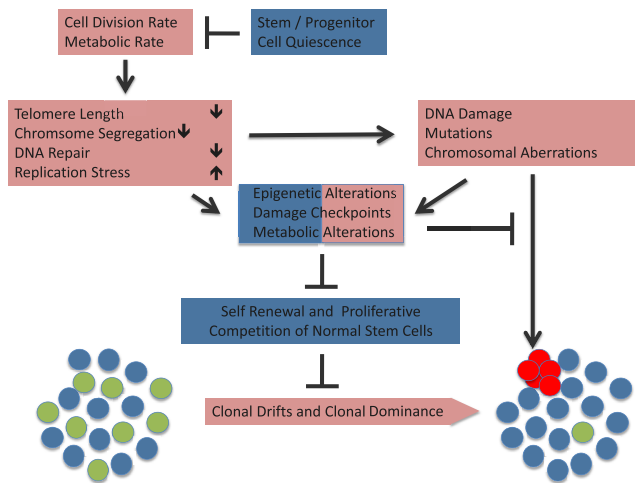 Cell Division Rate
Metabolic Rate
Stem / Progenitor
Cell Quiescence
Telomere Length
Chromsome Segregation
DNA Repair
Replication Stress
DNA Damage
Mutations
Chromosomal Aberrations
Epigenetic Alterations
Damage Checkpoints
Metabolic Alterations
Self Renewal and Proliferative
Competition of Normal Stem Cells
Clonal Drifts and Clonal Dominance